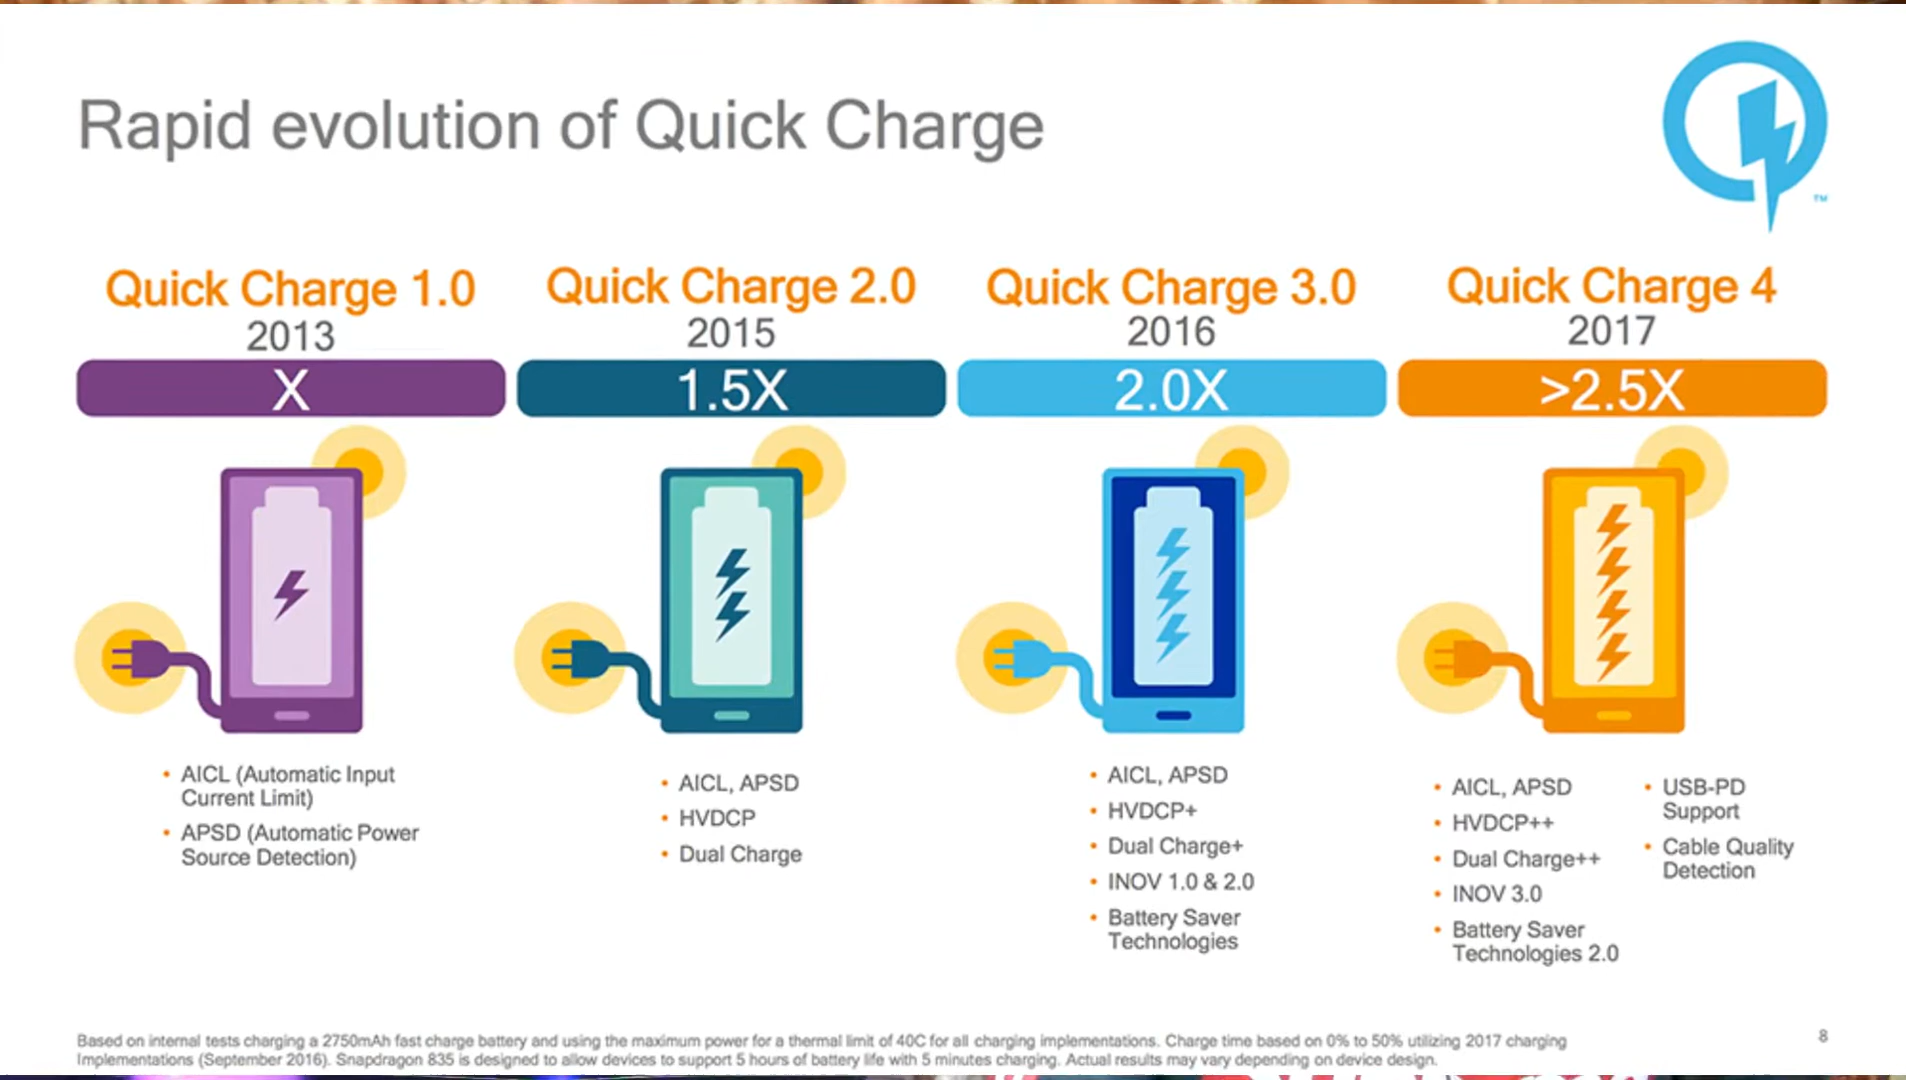 Rapid evolution of Quick Charge
TM
Quick Charge 1.0
2013
X
• AICL (Automatic Input
Current Limit)
• APSD (Automatic Power
Source Detection)
Quick Charge 2.0
2015
1.5X
• AICL, APSD
• HVDCP
• Dual Charge
Quick Charge 3.0
2016
2.0X
• AICL, APSD
• HVDCP+
• Dual Charge+
• INOV 1.0 & 2.0
• Battery Saver
Technologies
Quick Charge 4
2017
>2.5X
• AICL, APSD
• HVDCP++
• Dual Charge++
• INOV 3.0
• Battery Saver
Technologies 2.0
• USB-PD
Support
• Cable Quality
Detection
Based on internal tests charging a 2750mAh fast charge battery and using the maximum power for a thermal limit of 40C for all charging implementations. Charge time based on 0% to 50% utilizing 2017 charging
Implementations (September 2016). Snapdragon 835 is designed to allow devices to support 5 hours of battery life with 5 minutes charging. Actual results may vary depending on device design.
8